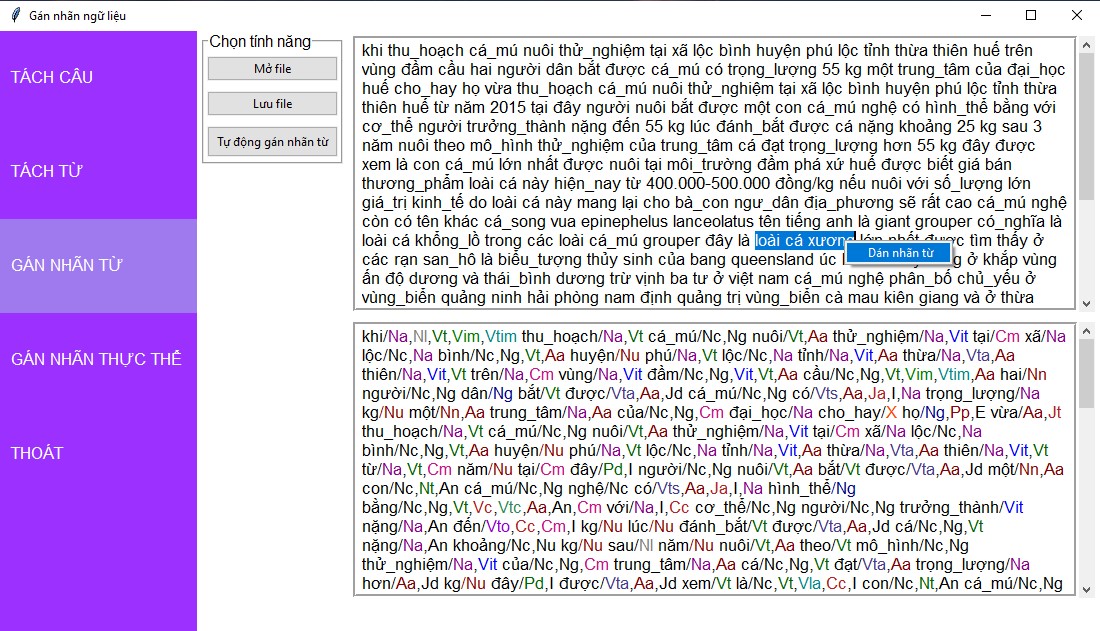 Gán nhãn ngữ liệu
TÁCH CÂU
TÁCH TỪ
GÁN NHÃN TỪ
GÁN NHÃN THỰC THỂ
THOÁT
Chọn tính năng
Mở file
Lưu file
Tự động gán nhãn từ
khi thu_hoạch cá_mú nuôi thử_nghiệm tại xã lộc bình huyện phú lộc tỉnh thừa thiên huế trên
vùng đầm cầu hai người dân bắt được cá_mú có trọng_lượng 55 kg một trung_tâm của đại_học
huế cho_hay họ vừa thu_hoạch cá_mú nuôi thử_nghiệm tại xã lộc bình huyện phú lộc tỉnh thừa
thiên huế từ năm 2015 tại đây người nuôi bắt được một con cá_mú nghệ có hình_thể bằng với
cơ_thể người trưởng_thành nặng đến 55 kg lúc đánh_bắt được cá nặng khoảng 25 kg sau 3
năm nuôi theo mô_hình thử_nghiệm của trung_tâm cá đạt trọng_lượng hơn 55 kg đây được
xem là con cá_mú lớn nhất được nuôi tại môi_trường đầm phá xứ huế được biết giá bán
thương_phẩm loài cá này hiện_nay từ 400.000-500.000 đồng/kg nếu nuôi với số_lượng lớn
giá_trị kinh_tế do loài cá này mang lại cho bà_con ngư_dân địa_phương sẽ rất cao cá_mú nghệ
còn có tên khác cá_song vua epinephelus lanceolatus tên tiếng anh là giant grouper có_nghĩa là
loài cá khổng_lồ trong các loài cá_mú grouper đây là loài cá xương lớn nhất được tìm thấy ở
Dán nhãn từ
các rạn san_hô là biểu_tượng thủy sinh của bang queensland úc ở khắp vùng
ấn độ dương và thái_bình dương trừ vịnh ba tư ở việt nam cá_mú nghệ phân_bố chủ_yếu ở
vùng_biển quảng ninh hải phòng nam định quảng trị vùng_biển cà mau kiên giang và ở thừa
khi/Na,Nl,Vt,Vim,Vtim thu_hoạch/Na,Vt cá_mú/Nc,Ng nuôi/Vt,Aa thử_nghiệm/Na,Vit tại/Cm xã/Na
lộc/Nc,Na bình/Nc,Ng,Vt,Aa huyện/Nu phú/Na,Vt lộc/Nc,Na tỉnh/Na,Vit,Aa thừa/Na,Vta,Aa
thiên/Na,Vit,Vt trên/Na,Cm vùng/Na,Vit đầm/Nc,Ng,Vit,Vt,Aa cầu/Nc,Ng,Vt,Vim,Vtim,Aa hai/Nn
người/Nc,Ng dân/Ng bắt/Vt được/Vta,Aa,Jd cá_mú/Nc,Ng có/Vts,Aa,Ja,I,Na trọng_lượng/Na
kg/Nu một/Nn,Aa trung_tâm/Na,Aa của/Nc,Ng,Cm đại_học/Na cho_hay/X họ/Ng,Pp,E vừa/Aa,Jt
thu_hoạch/Na,Vt cá_mú/Nc,Ng nuôi/Vt,Aa thử_nghiệm/Na,Vit tại/Cm xã/Na lộc/Nc,Na
bình/Nc,Ng,Vt,Aa huyện/Nu phú/Na,Vt lộc/Nc,Na tỉnh/Na,Vit,Aa thừa/Na,Vta,Aa thiên/Na,Vit,Vt
từ/Na,Vt,Cm năm/Nu tại/Cm đây/Pd,I người/Nc,Ng nuôi/Vt,Aa bắt/Vt được/Vta,Aa,Jd một/Nn,Aa
con/Nc,Nt,An cá_mú/Nc,Ng nghệ/Nc có/Vts,Aa,Ja,I,Na hình_thể/Ng
bằng/Nc,Ng,Vt,Vc,Vtc,Aa,An,Cm với/Na,I,Cc cơ_thể/Nc,Ng người/Nc,Ng trưởng_thành/Vit
nặng/Na,An đến/Vto,Cc,Cm,I kg/Nu lúc/Nu đánh_bắt/Vt được/Vta,Aa,Jd cá/Nc,Ng,Vt
nặng/Na,An khoảng/Nc,Nu kg/Nu sau/Nl năm/Nu nuôi/Vt,Aa theo/Vt mô_hình/Nc,Ng
thử_nghiệm/Na,Vit của/Nc,Ng,Cm trung_tâm/Na,Aa cá/Nc,Ng,Vt đạt/Vta,Aa trọng_lượng/Na
hơn/Aa,Jd kg/Nu đây/Pd,I được/Vta,Aa,Jd xem/Vt là/Nc,Vt,Vla,Cc,I con/Nc,Nt,An cá_mú/Nc,Ng